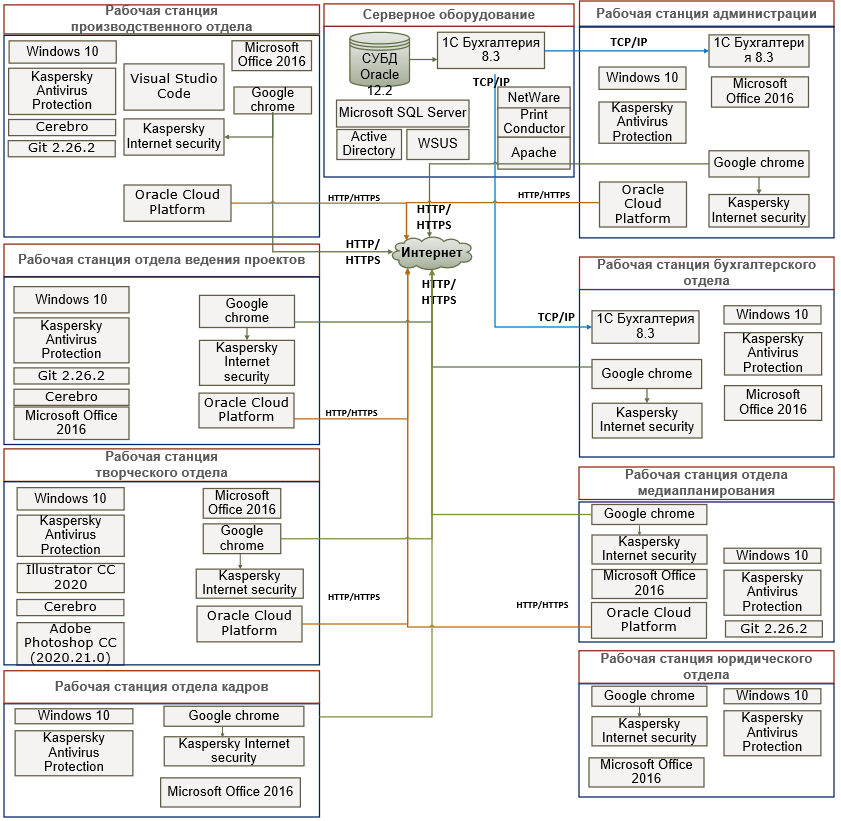 Рабочая станция
производственного отдела
Windows 10
Kaspersky
Antivirus
Protection
Cerebro
Git 2.26.2
Visual Studio
Code
Kaspersky
Internet security
Microsoft
Office 2016
Google
chrome
Oracle Cloud
Platform
HTTP/HTTPS
HTTP/
HTTPS
Серверное оборудование
СУБД
Oracle
12.2
1С Бухгалтерия
8.3
TCP/IP
TCP/IP
Microsoft SQL Server
Active
Directory
WSUS
NetWare
Print
Conductor
Apache
HTTP/
HTTPS
HTTP/HTTPS
Интернет
HTTP/
HTTPS
Рабочая станция администрации
1С Бухгалтери
я 8.3
Windows 10
Microsoft
Office 2016
Kaspersky
Antivirus
Protection
Google chrome
Oracle
Cloud
Platform
Kaspersky
Internet security
Рабочая станция отдела ведения проектов
Windows 10
Kaspersky
Antivirus
Protection
Git 2.26.2
Cerebro
Microsoft Office
2016
Google
chrome
Kaspersky
Internet
security
Oracle Cloud
Platform
HTTP/HTTPS
Рабочая станция бухгалтерского
отдела
TCP/IP
1С Бухгалтерия
8.3
Windows 10
Kaspersky
Antivirus
Protection
Google chrome
Microsoft
Office 2016
Kaspersky
Internet security
Рабочая станция
творческого отдела
Windows 10
Kaspersky
Antivirus
Protection
Illustrator CC
2020
Cerebro
Adobe
Photoshop CC
(2020.21.0)
Microsoft
Office 2016
Google
chrome
Kaspersky
Internet security
Oracle Cloud
Platform
HTTP/HTTPS
HTTP/HTTPS
Рабочая станция отдела
медиапланирования
Google chrome
Kaspersky
Internet security
Microsoft Office
2016
Oracle Cloud
Platform
Windows 10
Kaspersky
Antivirus
Protection
Git 2.26.2
Рабочая станция отдела кадров
Windows 10
Kaspersky
Antivirus
Protection
Google chrome
Kaspersky Internet
security
Microsoft Office 2016
Рабочая станция юридического
отдела
Google chrome
Kaspersky
Internet security
Microsoft Office
2016
Windows 10
Kaspersky
Antivirus
Protection